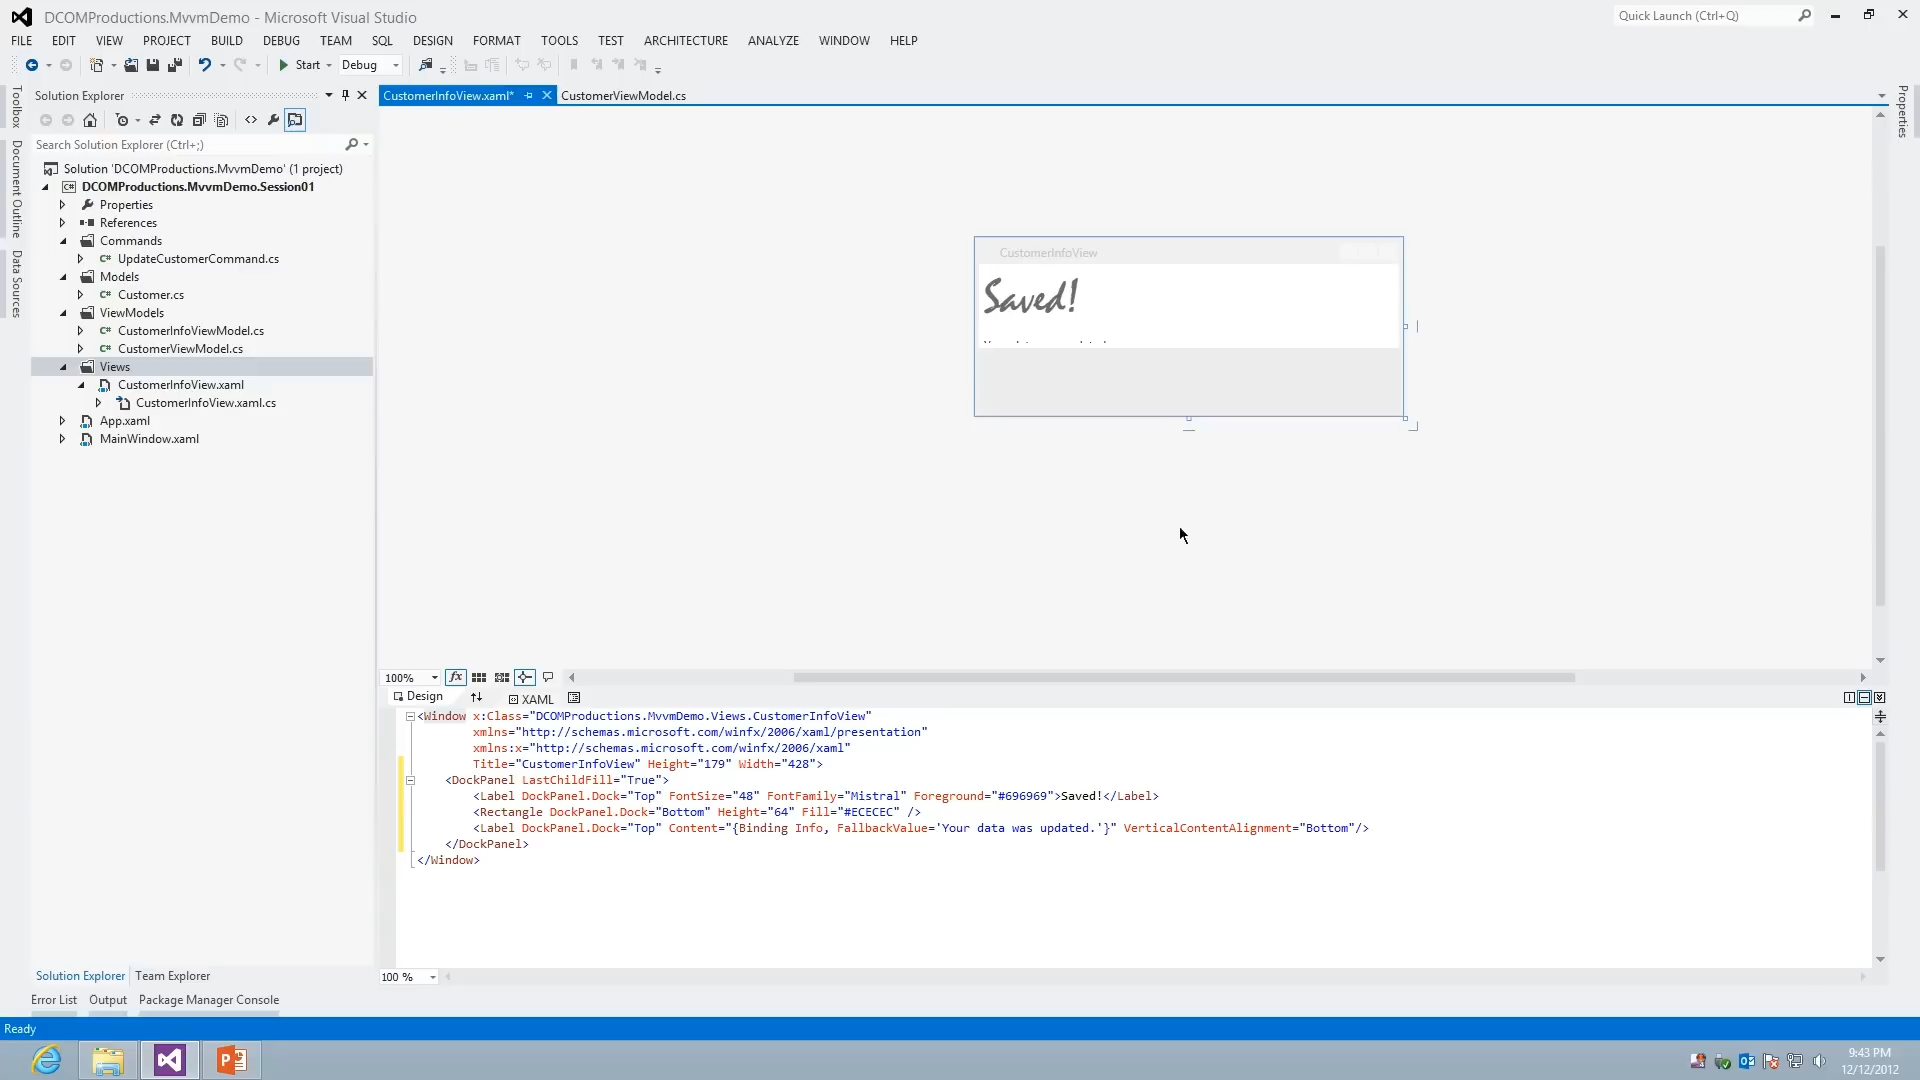 DCOMProductions.MvvmDemo - Microsoft Visual Studio
Quick Launch (Ctrl+Q)
FILE EDIT VIEW PROJECT BUILD DEBUG TEAM SQL DESIGN FORMAT TOOLS TEST ARCHITECTURE ANALYZE WINDOW HELP
Start Debug
Toolbox
Document Outline
Data Sources
Solution Explorer
Search Solution Explorer (Ctrl+;)
Solution 'DCOMProductions.MvvmDemo' (1 project)
DCOMProductions.MvvmDemo.Session01
Properties
References
Commands
UpdateCustomerCommand.cs
Models
Customer.cs
ViewModels
CustomerInfoViewModel.cs
CustomerViewModel.cs
Views
CustomerInfoView.xaml
CustomerInfoView.xaml.cs
App.xaml
MainWindow.xaml
CustomerInfoView.xaml* CustomerViewModel.cs
Properties
CustomerInfoView
Saved!
100%
Design XAML
<Window x:Class="DCOMProductions.MvvmDemo.Views.CustomerInfoView"
xmlns="http://schemas.microsoft.com/winfx/2006/xaml/presentation"
xmlns:x="http://schemas.microsoft.com/winfx/2006/xaml"
Title="CustomerInfoView" Height="179" Width="428">
<DockPanel LastChildFill="True">
<Label DockPanel.Dock="Top" FontSize="48" FontFamily="Mistral" Foreground="#696969">Saved!</Label>
<Rectangle DockPanel.Dock="Bottom" Height="64" Fill="#ECECEC" />
<Label DockPanel.Dock="Top" Content="{Binding Info, FallbackValue='Your data was updated.'}" VerticalContentAlignment="Bottom"/>
</DockPanel>
</Window>
100 %
Solution Explorer Team Explorer
Error List Output Package Manager Console
Ready
9:43 PM
12/12/2012